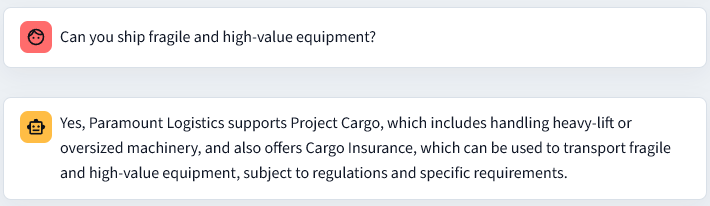 Can you ship fragile and high-value equipment?
Yes, Paramount Logistics supports Project Cargo, which includes handling heavy-lift or
oversized machinery, and also offers Cargo Insurance, which can be used to transport fragile
and high-value equipment, subject to regulations and specific requirements.